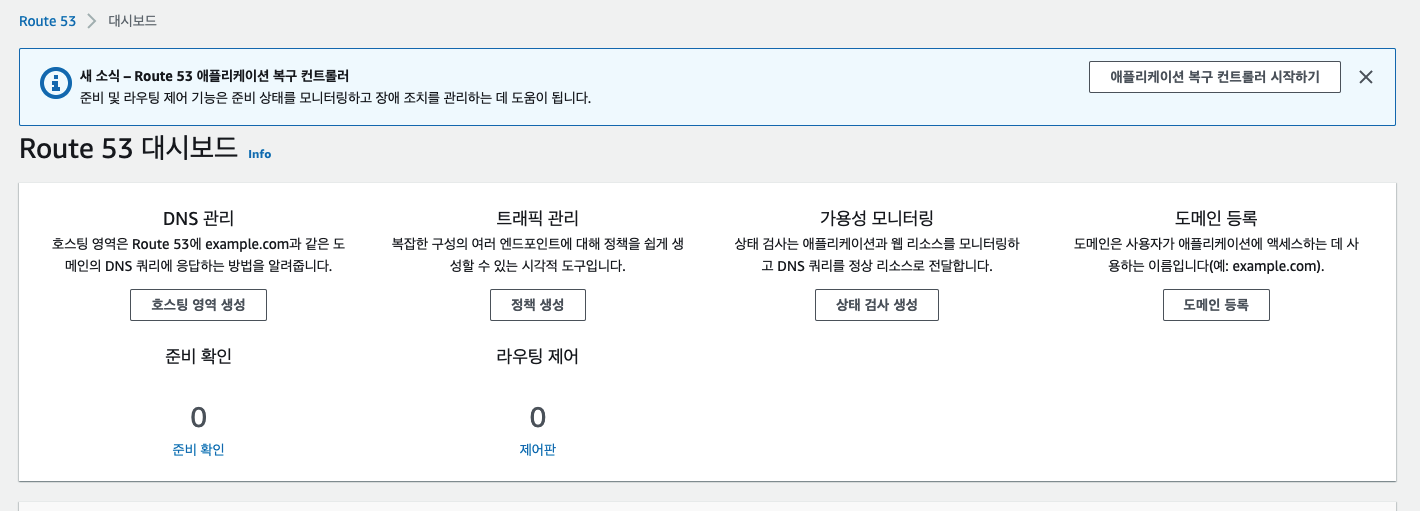 Route 53 > 대시보드
새 소식 – Route 53 애플리케이션 복구 컨트롤러
준비 및 라우팅 제어 기능은 준비 상태를 모니터링하고 장애 조치를 관리하는 데 도움이 됩니다.
애플리케이션 복구 컨트롤러 시작하기
Route 53 대시보드 Info
DNS 관리
호스팅 영역은 Route 53에 example.com과 같은 도
메인의 DNS 쿼리에 응답하는 방법을 알려줍니다.
호스팅 영역 생성
트래픽 관리
복잡한 구성의 여러 엔드포인트에 대해 정책을 쉽게 생
성할 수 있는 시각적 도구입니다.
정책 생성
가용성 모니터링
상태 검사는 애플리케이션과 웹 리소스를 모니터링하
고 DNS 쿼리를 정상 리소스로 전달합니다.
상태 검사 생성
도메인 등록
도메인은 사용자가 애플리케이션에 액세스하는 데 사
용하는 이름입니다(예: example.com).
도메인 등록
준비 확인
0
준비 확인
라우팅 제어
0
제어판